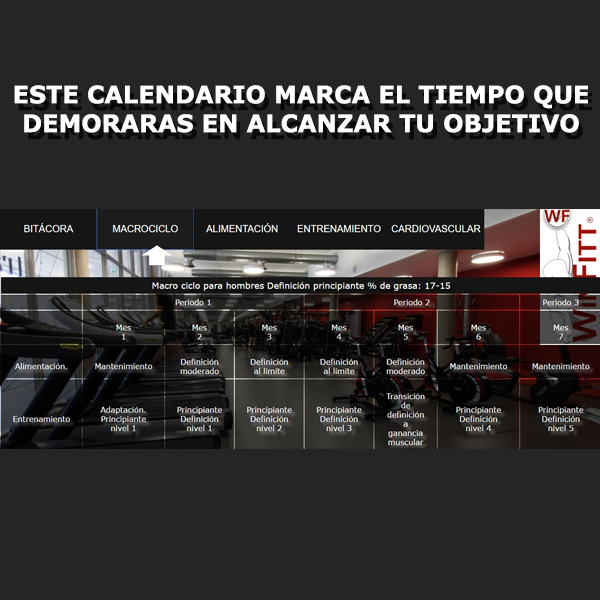 ESTE CALENDARIO MARCA EL TIEMPO QUE
DEMORARAS EN ALCANZAR TU OBJETIVO
BITÁCORA MACROCICLO ALIMENTACIÓN ENTRENAMIENTO CARDIOVASCULAR
WF
WINFITT ®
Macro ciclo para hombres Definición principiante % de grasa: 17-15
Periodo 1 Periodo 2 Periodo 3
Mes Mes Mes Mes Mes Mes Mes
1 2 3 4 5 6 7
Alimentación. Mantenimiento Definición moderado Definición al límite Definición al límite Definición moderado Mantenimiento Mantenimiento
Entrenamiento Adaptación. Principiante nivel 1 Principiante Definición nivel 1 Principiante Definición nivel 2 Principiante Definición nivel 3 Transición de definición a ganancia muscular Principiante Definición nivel 4 Principiante Definición nivel 5